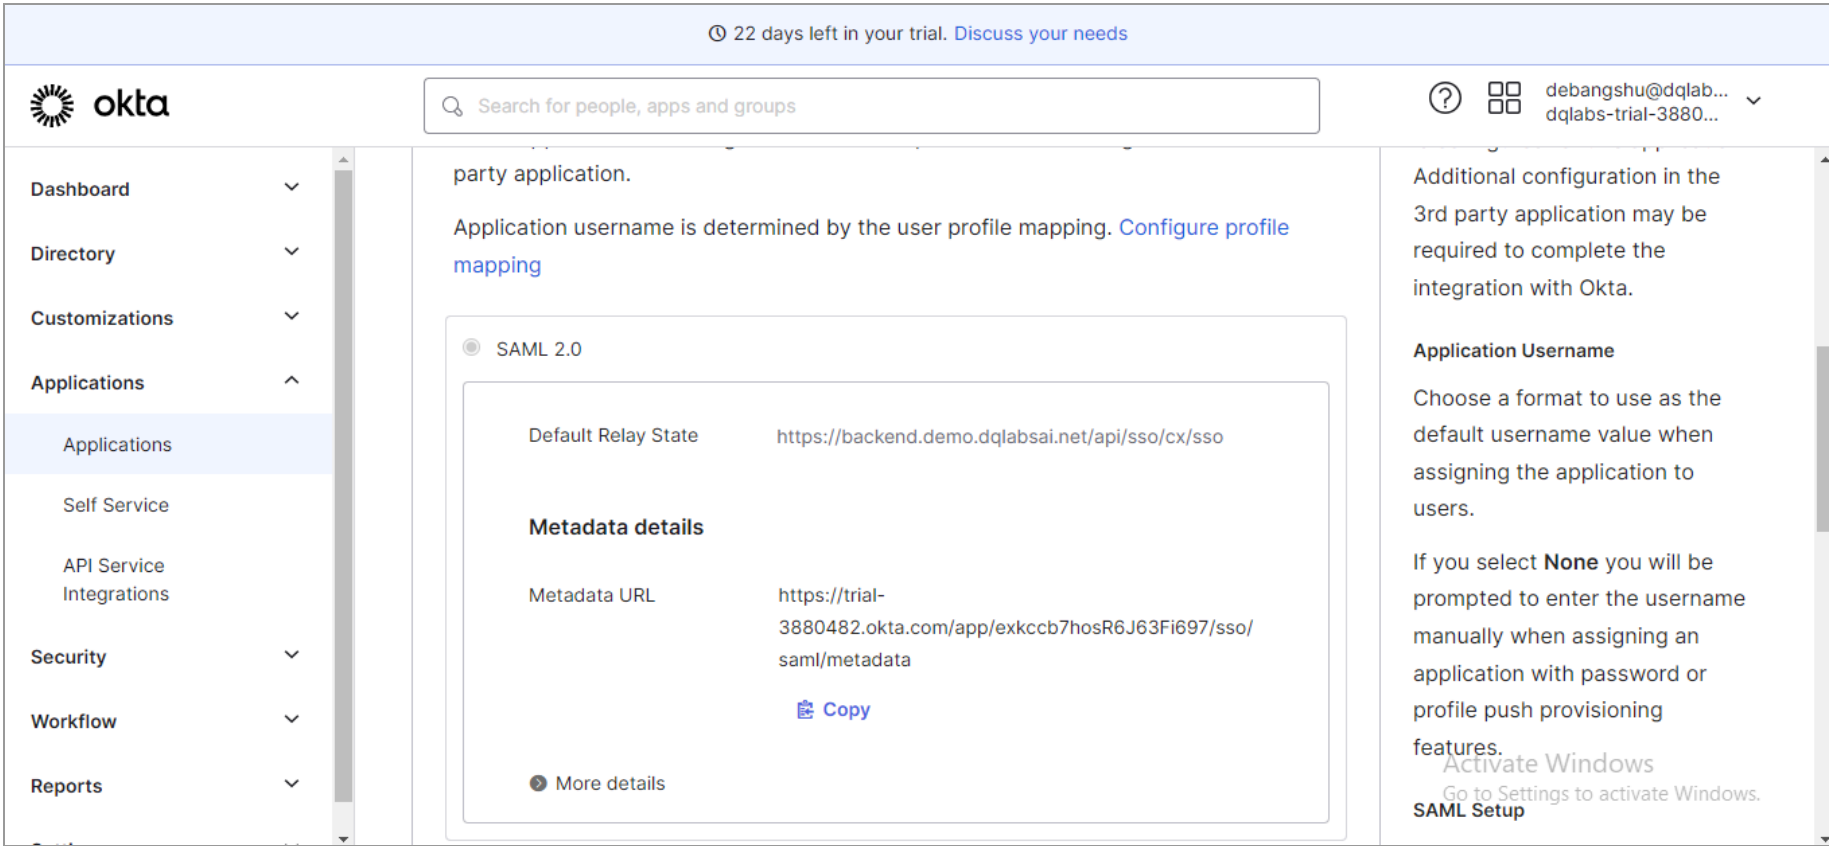 22 days left in your trial. Discuss your needs
okta
Search for people, apps and groups
debangshu@dqlab...
dqlabs-trial-3880...
Dashboard
Directory
Customizations
Applications
Applications
Self Service
API Service
Integrations
Security
Workflow
Reports
party application.
Application username is determined by the user profile mapping. Configure profile
mapping
SAML 2.0
Default Relay State https://backend.demo.dqlabsai.net/api/sso/cx/sso
Metadata details
Metadata URL https://trial-
3880482.okta.com/app/exkccb7hosR6J63Fi697/sso/
saml/metadata
Copy
More details
Additional configuration in the
3rd party application may be
required to complete the
integration with Okta.
Application Username
Choose a format to use as the
default username value when
assigning the application to
users.
If you select None you will be
prompted to enter the username
manually when assigning an
application with password or
profile push provisioning
features.
Activate Windows
Go to Settings to activate Windows.
SAML Setup